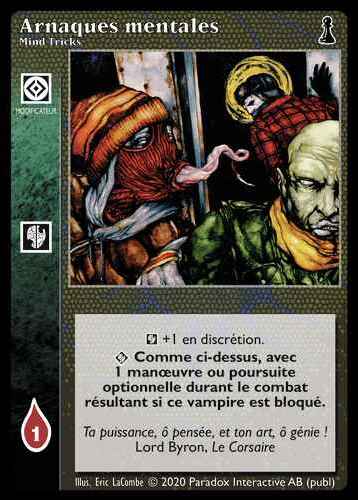 Arnaques mentales
Mind Tricks
MODIFICATEUR
+1 en discrétion.
Comme ci-dessus, avec
1 manœuvre ou poursuite
optionnelle durant le combat
résultant si ce vampire est bloqué.
Ta puissance, ô pensée, et ton art, ô génie !
Lord Byron, Le Corsaire
1
Illus. Eric LaCombe © 2020 Paradox Interactive AB (publ)